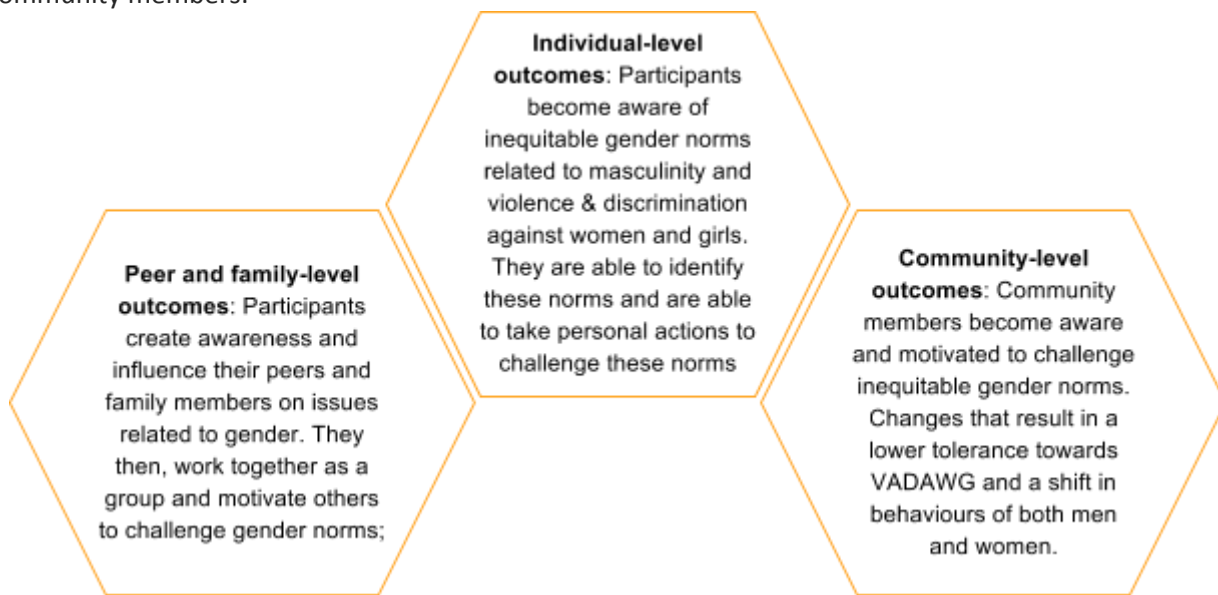 community members.
Individual-level
outcomes: Participants
become aware of
inequitable gender norms
related to masculinity and
violence & discrimination
against women and girls.
They are able to identify
these norms and are able
to take personal actions to
challenge these norms
Peer and family-level
outcomes: Participants
create awareness and
influence their peers and
family members on issues
related to gender. They
then, work together as a
group and motivate others
to challenge gender norms;
Community-level
outcomes: Community
members become aware
and motivated to challenge
inequitable gender norms.
Changes that result in a
lower tolerance towards
VADAWG and a shift in
behaviours of both men
and women.